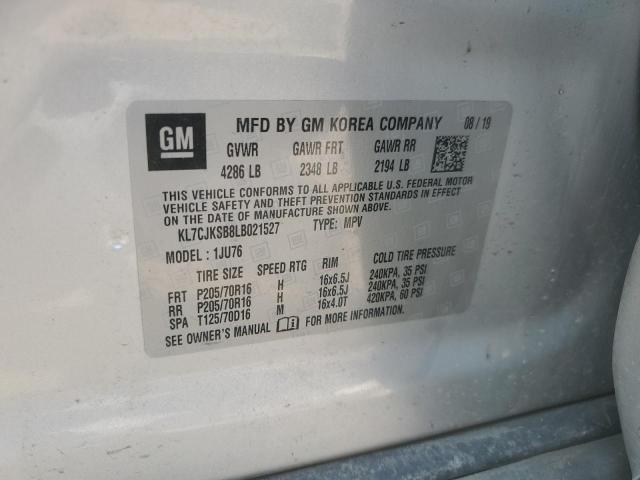 GM MFD BY GM KOREA COMPANY 08/19
GVWR GAWR FRT GAWR RR
4286 LB 2348 LB 2194 LB
THIS VEHICLE CONFORMS TO ALL APPLICABLE U.S. FEDERAL MOTOR
VEHICLE SAFETY AND THEFT PREVENTION STANDARDS IN EFFECT
ON THE DATE OF MANUFACTURE SHOWN ABOVE.
KL7CJKSB8LB021527 TYPE: MPV
MODEL: 1JU76
TIRE SIZE SPEED RTG RIM COLD TIRE PRESSURE
FRT P205/70R16 H 16x6.5J 240KPA, 35 PSI
RR P205/70R16 H 16x6.5J 240KPA, 35 PSI
SPA T125/70D16 M 16x4.0T 420KPA, 60 PSI
SEE OWNER'S MANUAL FOR MORE INFORMATION.